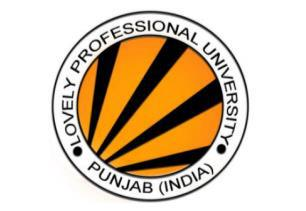 LOVELY PROFESSIONAL UNIVERSITY
PUNJAB (INDIA)